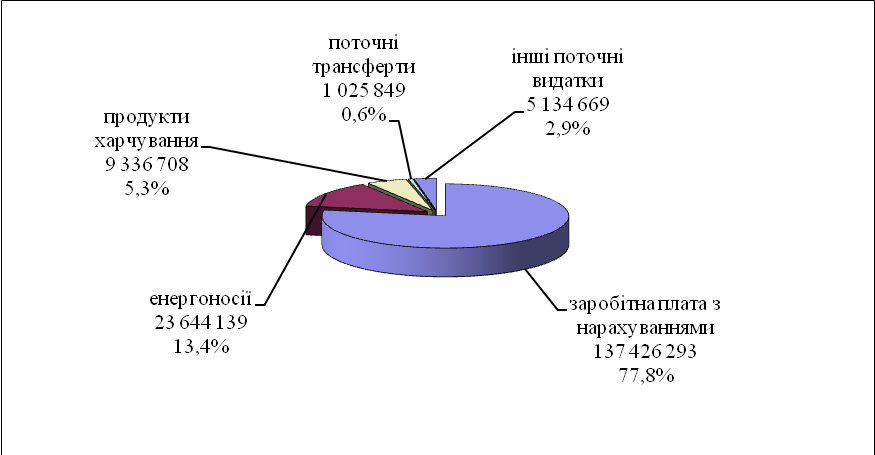 поточні
трансферти
1 025 849
0,6%
інші поточні
видатки
5 134 669
2,9%
продукти
харчування
9 336 708
5,3%
енергоносії
23 644 139
13,4%
заробітна плата з
нарахуваннями
137 426 293
77,8%